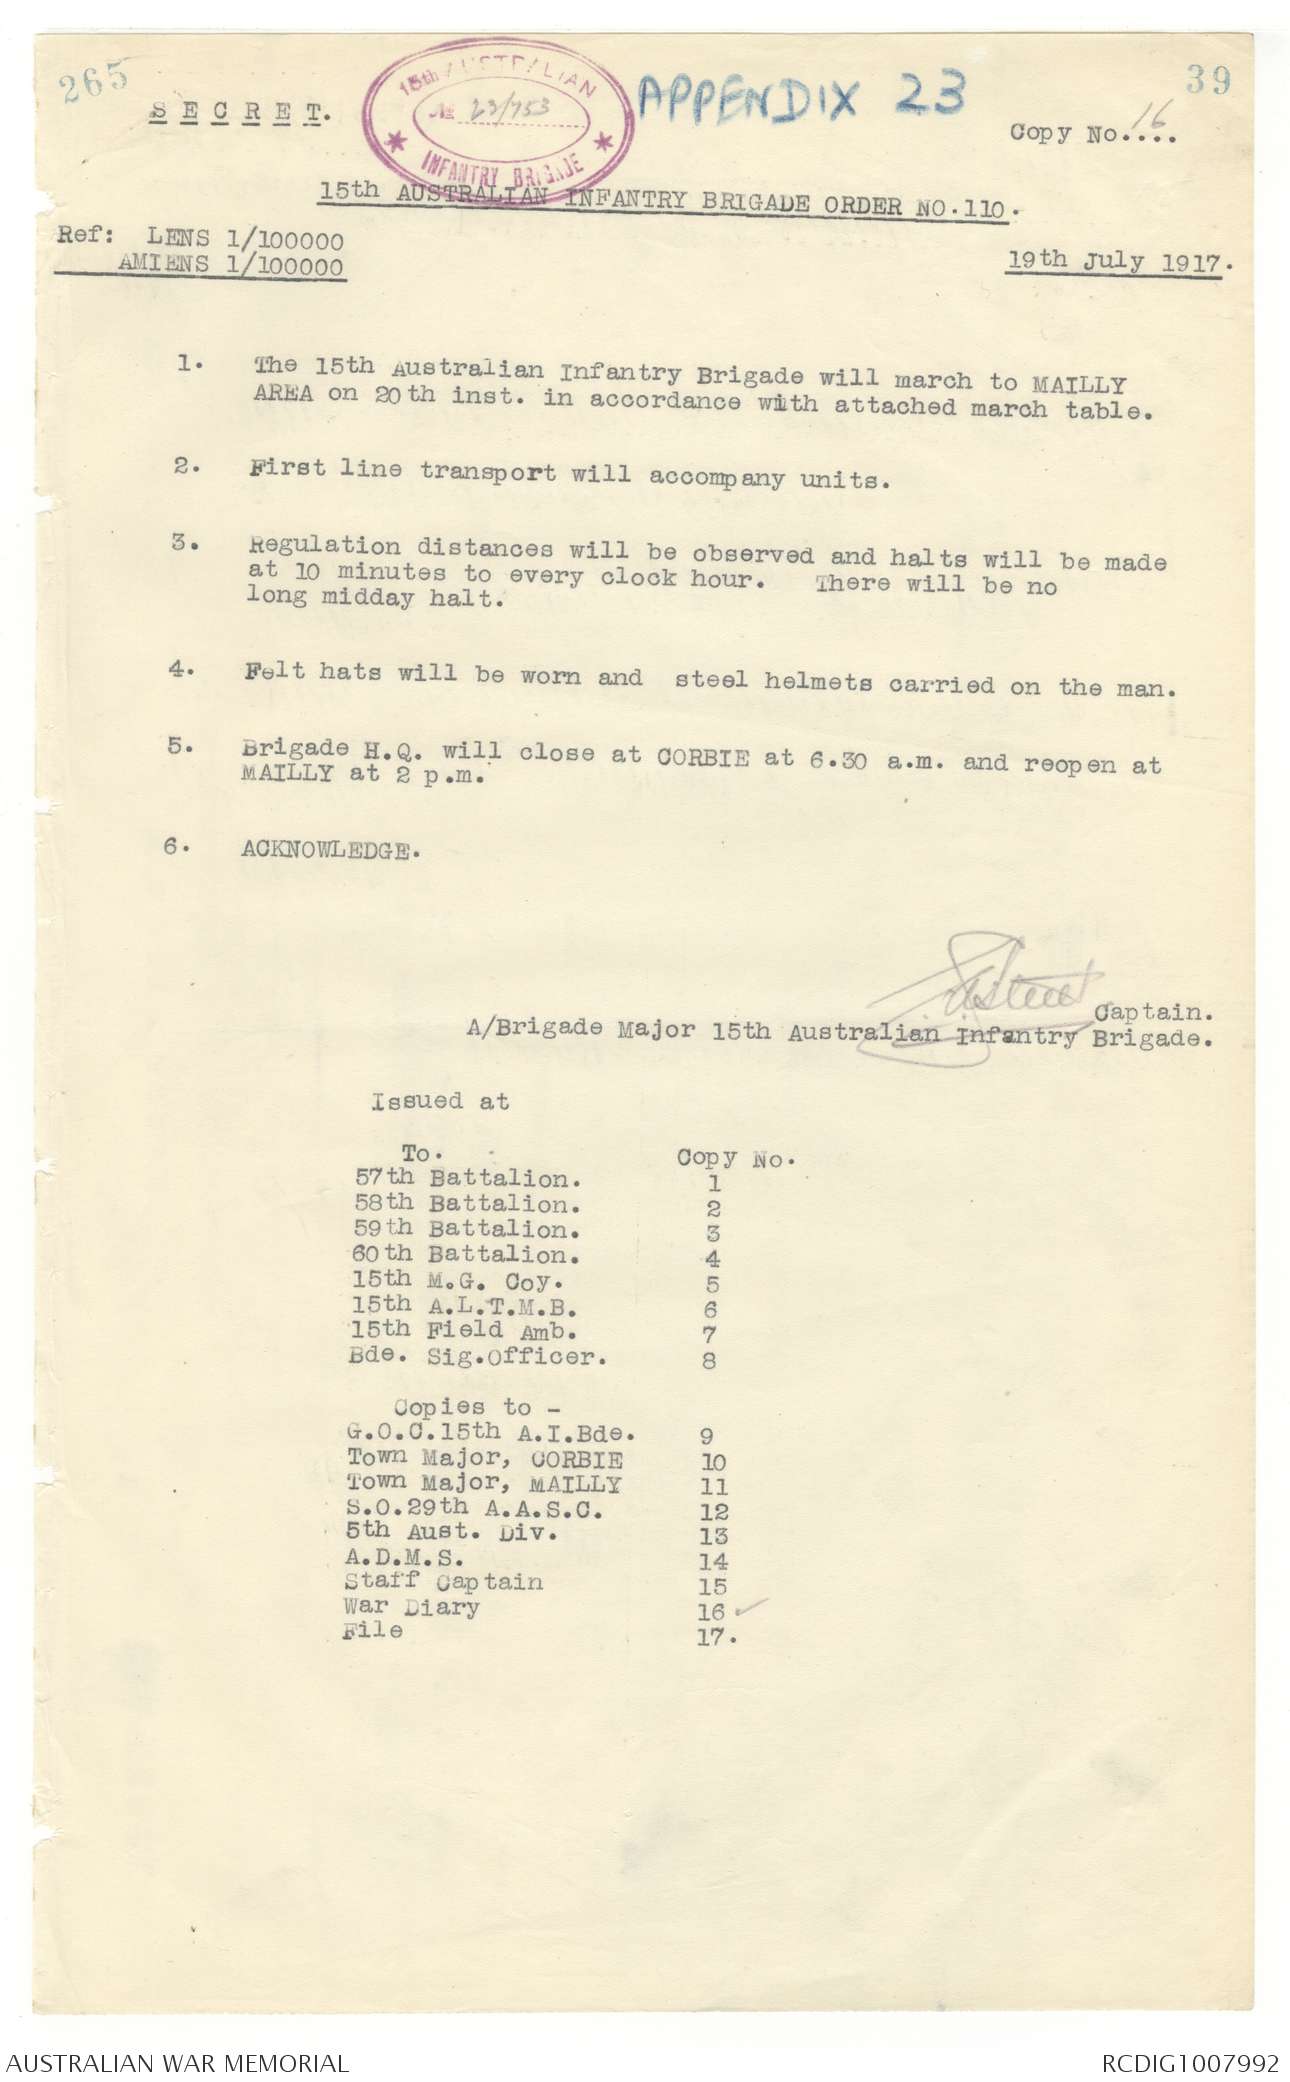 265
39
S E C R E T.
15th AUSTRALIAN
№ 23/753
INFANTRY BRIGADE
APPENDIX 23
Copy No.16...
15th AUSTRALIAN INFANTRY BRIGADE ORDER NO.110.
Ref: LENS 1/100000
AMIENS 1/100000
19th July 1917.
1. The 15th Australian Infantry Brigade will march to MAILLY
AREA on 20th inst. in accordance with attached march table.
2. First line transport will accompany units.
3. Regulation distances will be observed and halts will be made
at 10 minutes to every clock hour. There will be no
long midday halt.
4. Felt hats will be worn and steel helmets carried on the man.
5. Brigade H.Q. will close at CORBIE at 6.30 a.m. and reopen at
MAILLY at 2 p.m.
6. ACKNOWLEDGE.
Captain.
A/Brigade Major 15th Australian Infantry Brigade.
Issued at
To. Copy No.
57th Battalion. 1
58th Battalion. 2
59th Battalion. 3
60th Battalion. 4
15th M.G. Coy. 5
15th A.L.T.M.B. 6
15th Field Amb. 7
Bde. Sig.Officer. 8
Copies to -
G.O.C.15th A.I.Bde. 9
Town Major, CORBIE 10
Town Major, MAILLY 11
S.O.29th A.A.S.C. 12
5th Aust. Div. 13
A.D.M.S. 14
Staff Captain 15
War Diary 16 ✓
File 17.
AUSTRALIAN WAR MEMORIAL
RCDIG1007992